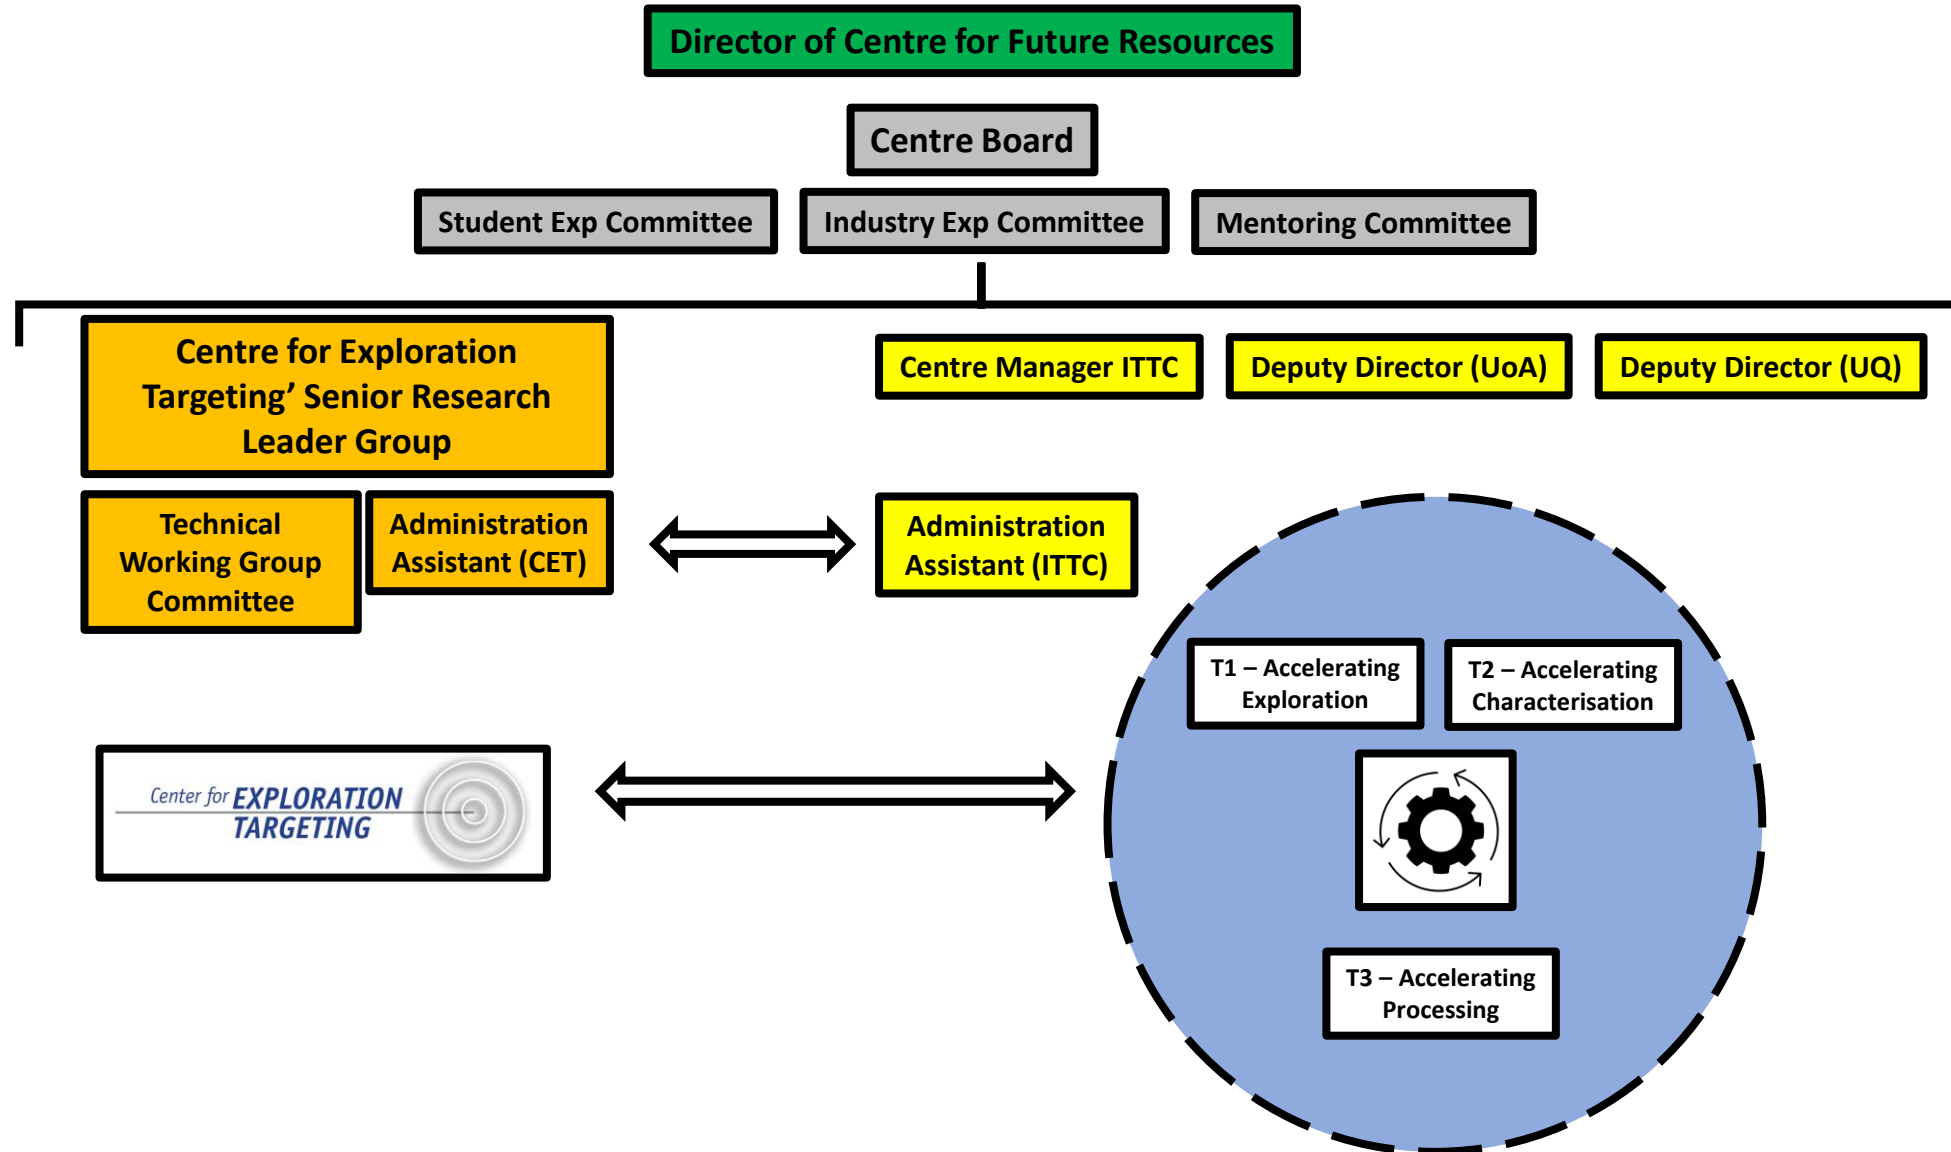 Director of Centre for Future Resources
Centre Board
Student Exp Committee
Industry Exp Committee
Mentoring Committee
Centre for Exploration
Targeting’ Senior Research
Leader Group
Centre Manager ITTC
Deputy Director (UoA)
Deputy Director (UQ)
Technical
Working Group
Committee
Administration
Assistant (CET)
Administration
Assistant (ITTC)
T1 – Accelerating
Exploration
T2 – Accelerating
Characterisation
Center for EXPLORATION
TARGETING
T3 – Accelerating
Processing